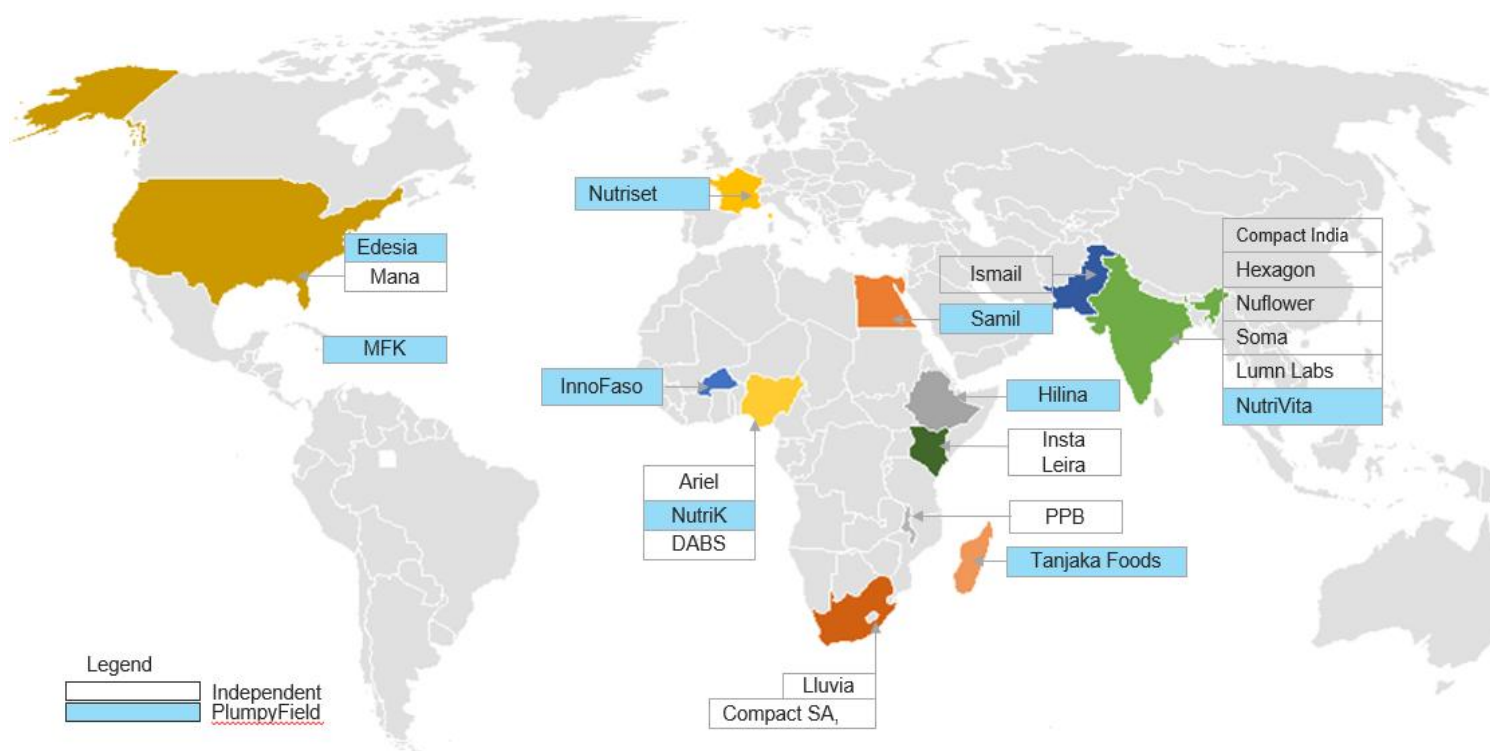 Nutriset
Edesia
Mana
MFK
Ismail
Samil
Compact India
Hexagon
Nuflower
Soma
Lumn Labs
NutriVita
InnoFaso
Hilina
Insta
Leira
Ariel
NutriK
DABS
PPB
Tanjaka Foods
Lluvia
Compact SA,
Legend
Independent
PlumpyField